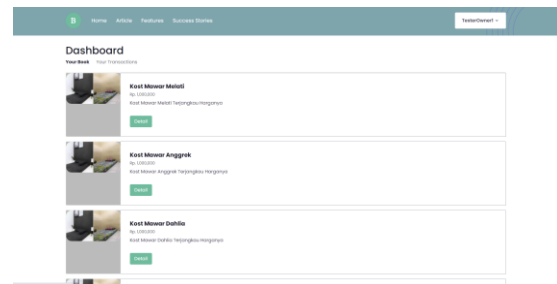 B Home Article Features Success Stories TesterOwner1
Dashboard
Your Book Your Transactions
Kost Mawar Melati
Rp. 1,000,000
Kost Mawar Melati Terjangkau Harganya
Detail
Kost Mawar Anggrek
Rp. 1,000,000
Kost Mawar Anggrek Terjangkau Harganya
Detail
Kost Mawar Dahlia
Rp. 1,000,000
Kost Mawar Dahlia Terjangkau Harganya
Detail